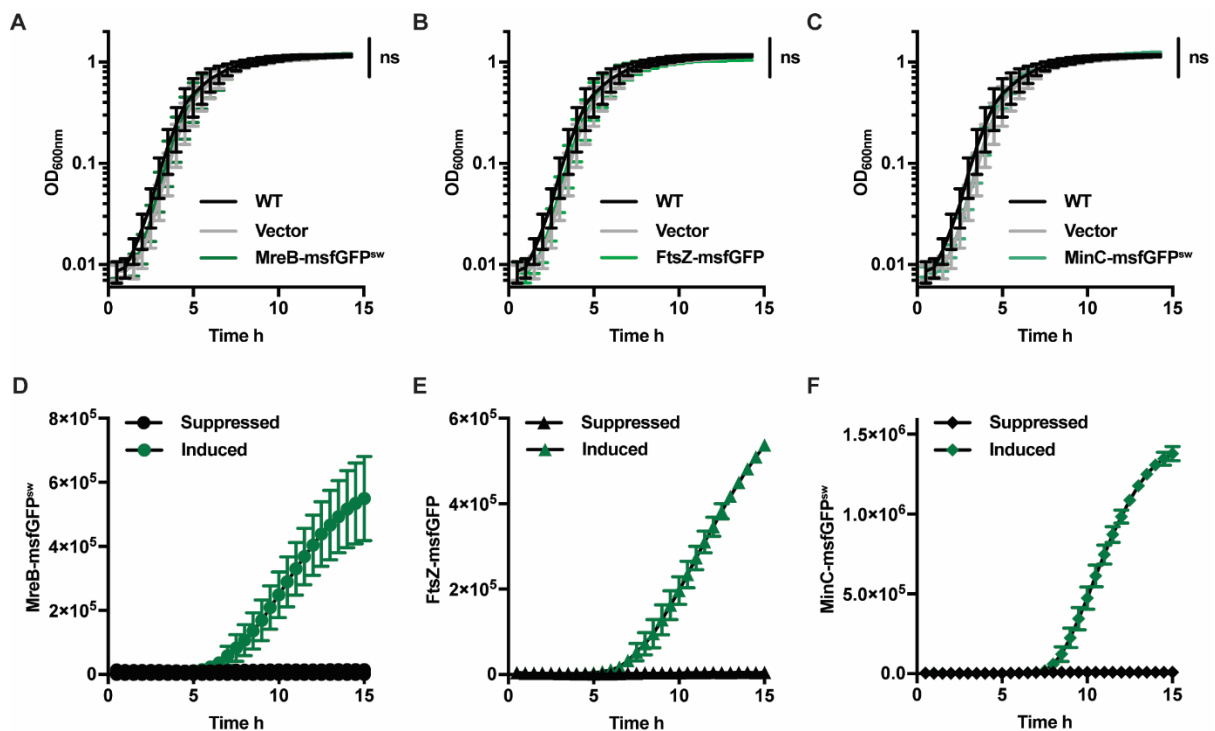 A
OD600nm
1
0.1
0.01
0
5
10
15
Time h
WT
Vector
MreB-msfGFPsw
ns
B
OD600nm
1
0.1
0.01
0
5
10
15
Time h
WT
Vector
FtsZ-msfGFP
ns
C
OD600nm
1
0.1
0.01
0
5
10
15
Time h
WT
Vector
MinC-msfGFPsw
ns
D
MreB-msfGFPsw
8×10⁵
6×10⁵
4×10⁵
2×10⁵
0
0
5
10
15
Time h
Suppressed
Induced
E
FtsZ-msfGFP
6×10⁵
4×10⁵
2×10⁵
0
0
5
10
15
Time h
Suppressed
Induced
F
MinC-msfGFPsw
1.5×10⁶
1.0×10⁶
5.0×10⁵
0.0
0
5
10
15
Time h
Suppressed
Induced